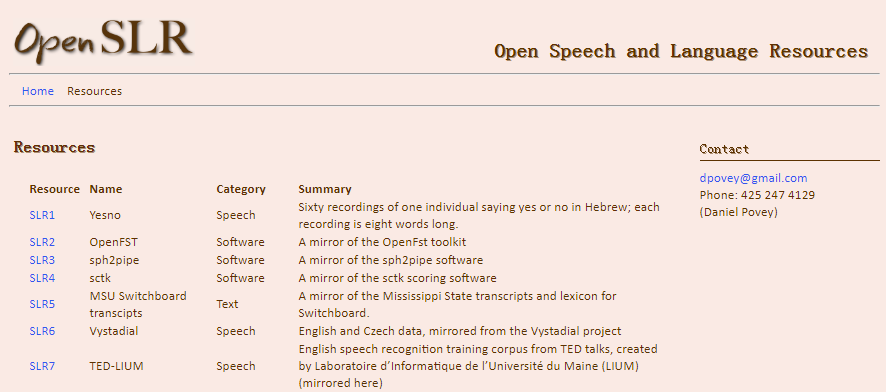 Open SLR
Open Speech and Language Resources
Home Resources
Resources
Resource Name Category Summary
SLR1 Yesno Speech Sixty recordings of one individual saying yes or no in Hebrew; each
recording is eight words long.
SLR2 OpenFST Software A mirror of the OpenFst toolkit
SLR3 sph2pipe Software A mirror of the sph2pipe software
SLR4 sctk Software A mirror of the sctk scoring software
SLR5 MSU Switchboard Text A mirror of the Mississippi State transcripts and lexicon for
transcipts Switchboard.
SLR6 Vystadial Speech English and Czech data, mirrored from the Vystadial project
SLR7 TED-LIUM Speech English speech recognition training corpus from TED talks, created
by Laboratoire d’Informatique de l’Université du Maine (LIUM)
(mirrored here)
Contact
dpovey@gmail.com
Phone: 425 247 4129
(Daniel Povey)